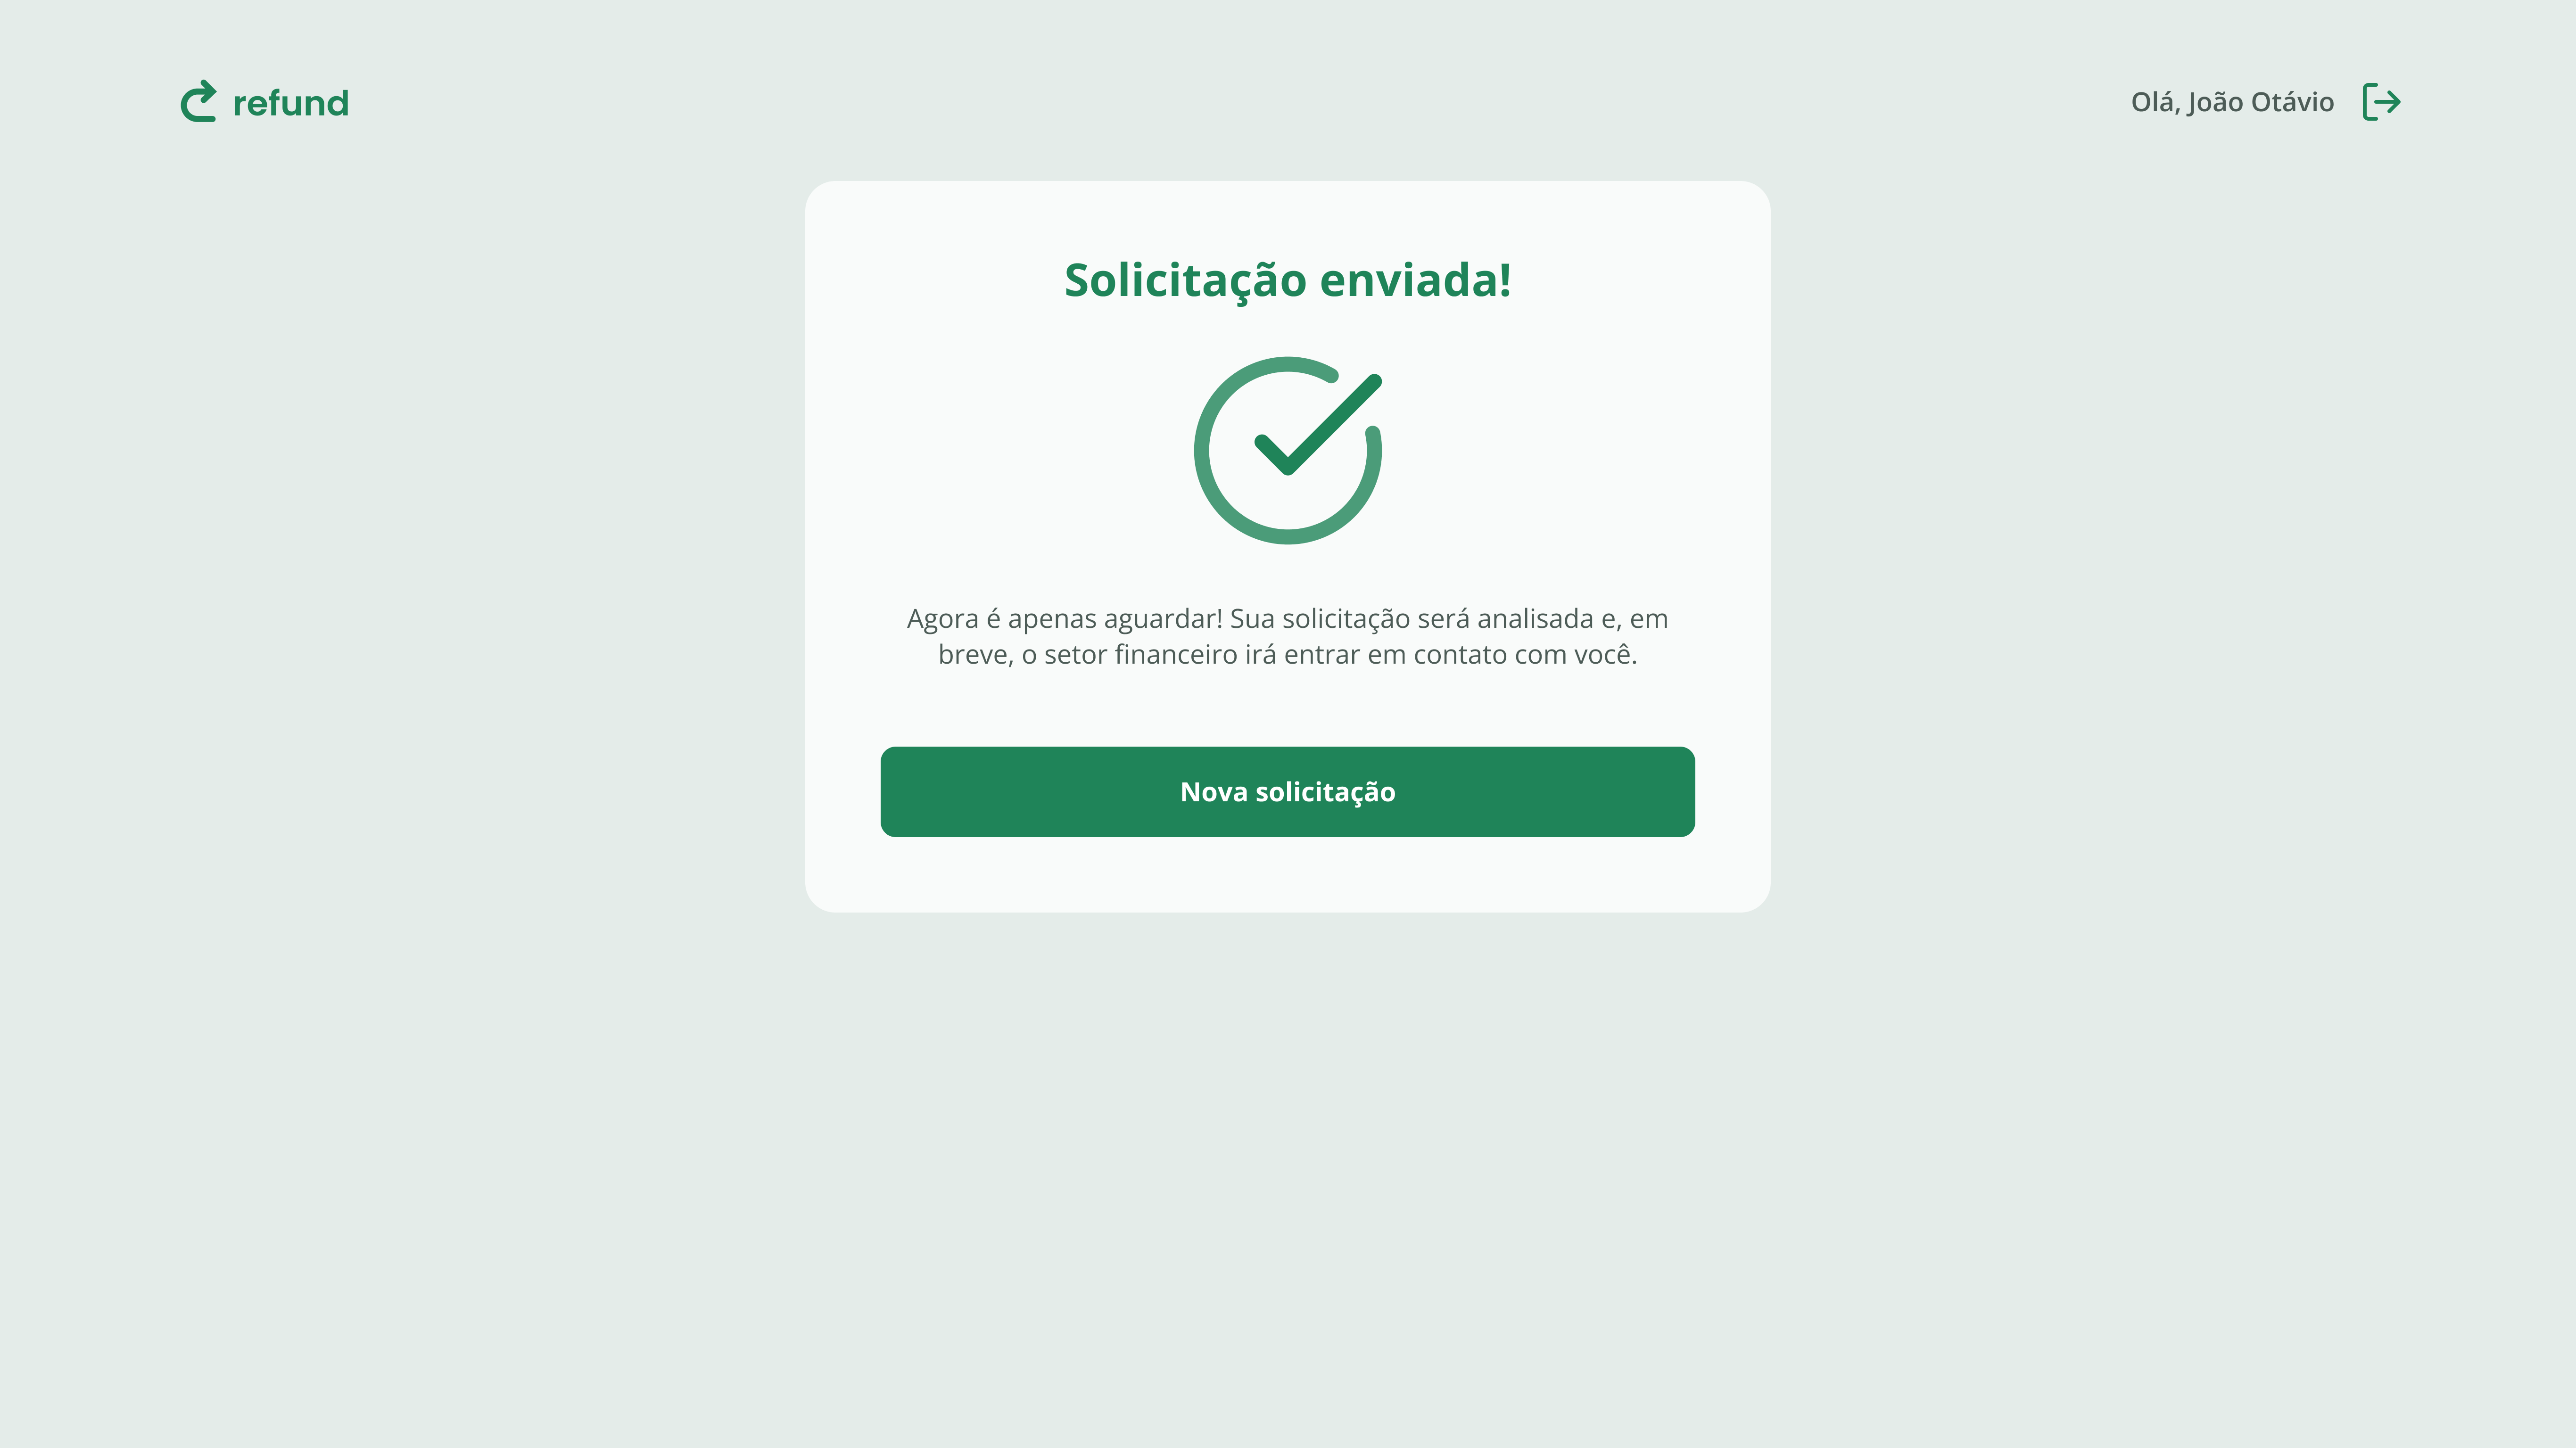 refund
Olá, João Otávio
Solicitação enviada!
Agora é apenas aguardar! Sua solicitação será analisada e, em
breve, o setor financeiro irá entrar em contato com você.
Nova solicitação